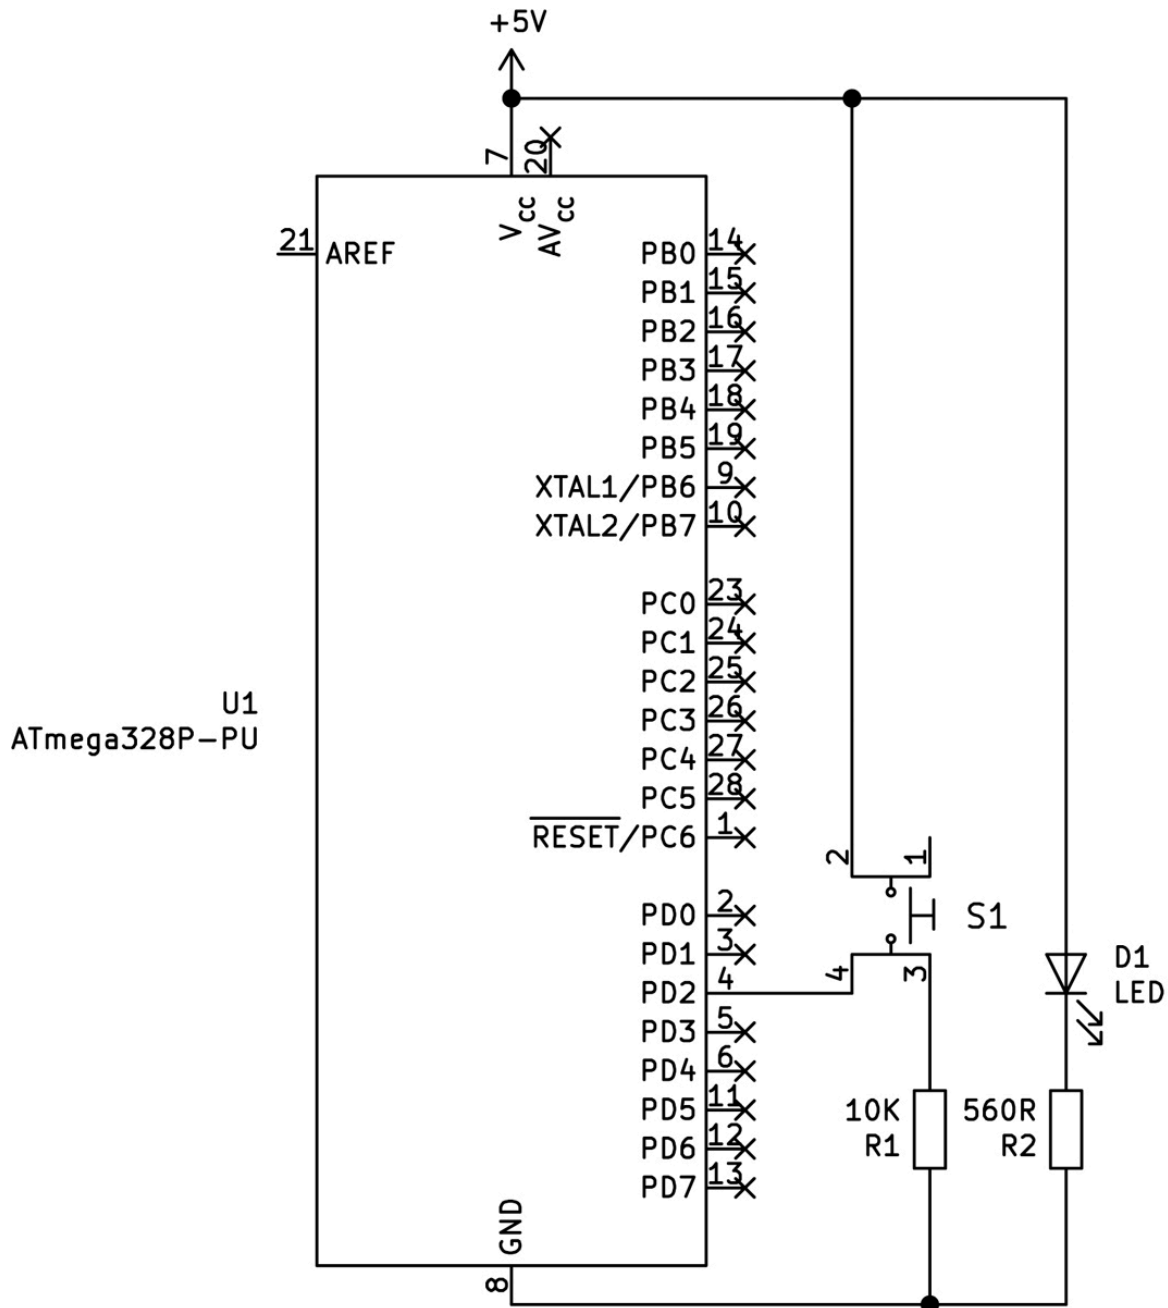 +5V
7
20
VCC
AVCC
21
AREF
PB0 14
PB1 15
PB2 16
PB3 17
PB4 18
PB5 19
XTAL1/PB6 9
XTAL2/PB7 10
PC0 23
PC1 24
PC2 25
PC3 26
PC4 27
PC5 28
RESET/PC6 1
U1
ATmega328P-PU
PD0 2
PD1 3
PD2 4
PD3 5
PD4 6
PD5 11
PD6 12
PD7 13
2
1
S1
4
3
D1
LED
10K
R1
560R
R2
GND
8